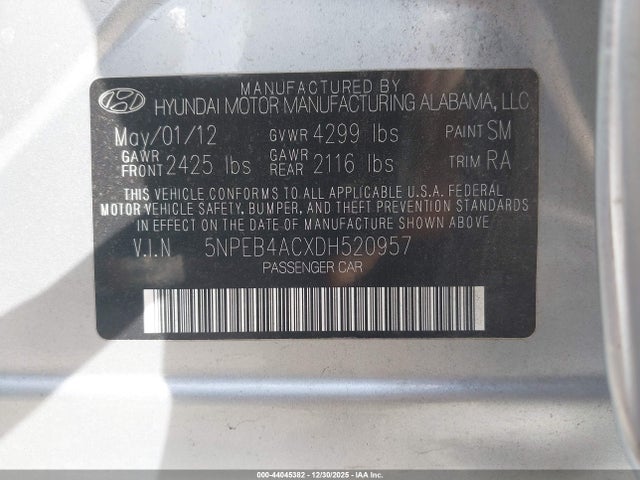 MANUFACTURED BY
HYUNDAI MOTOR MANUFACTURING ALABAMA, LLC
May/01/12 GVWR 4299 lbs PAINT SM
GAWR FRONT 2425 lbs GAWR REAR 2116 lbs TRIM RA
THIS VEHICLE CONFORMS TO ALL APPLICABLE U.S.A. FEDERAL
MOTOR VEHICLE SAFETY, BUMPER, AND THEFT PREVENTION STANDARDS
IN EFFECT ON THE DATE OF MANUFACTURE SHOWN ABOVE.
V.I.N 5NPEB4ACXDH520957
PASSENGER CAR
000-44045382 - 12/30/2025 - IAA Inc.